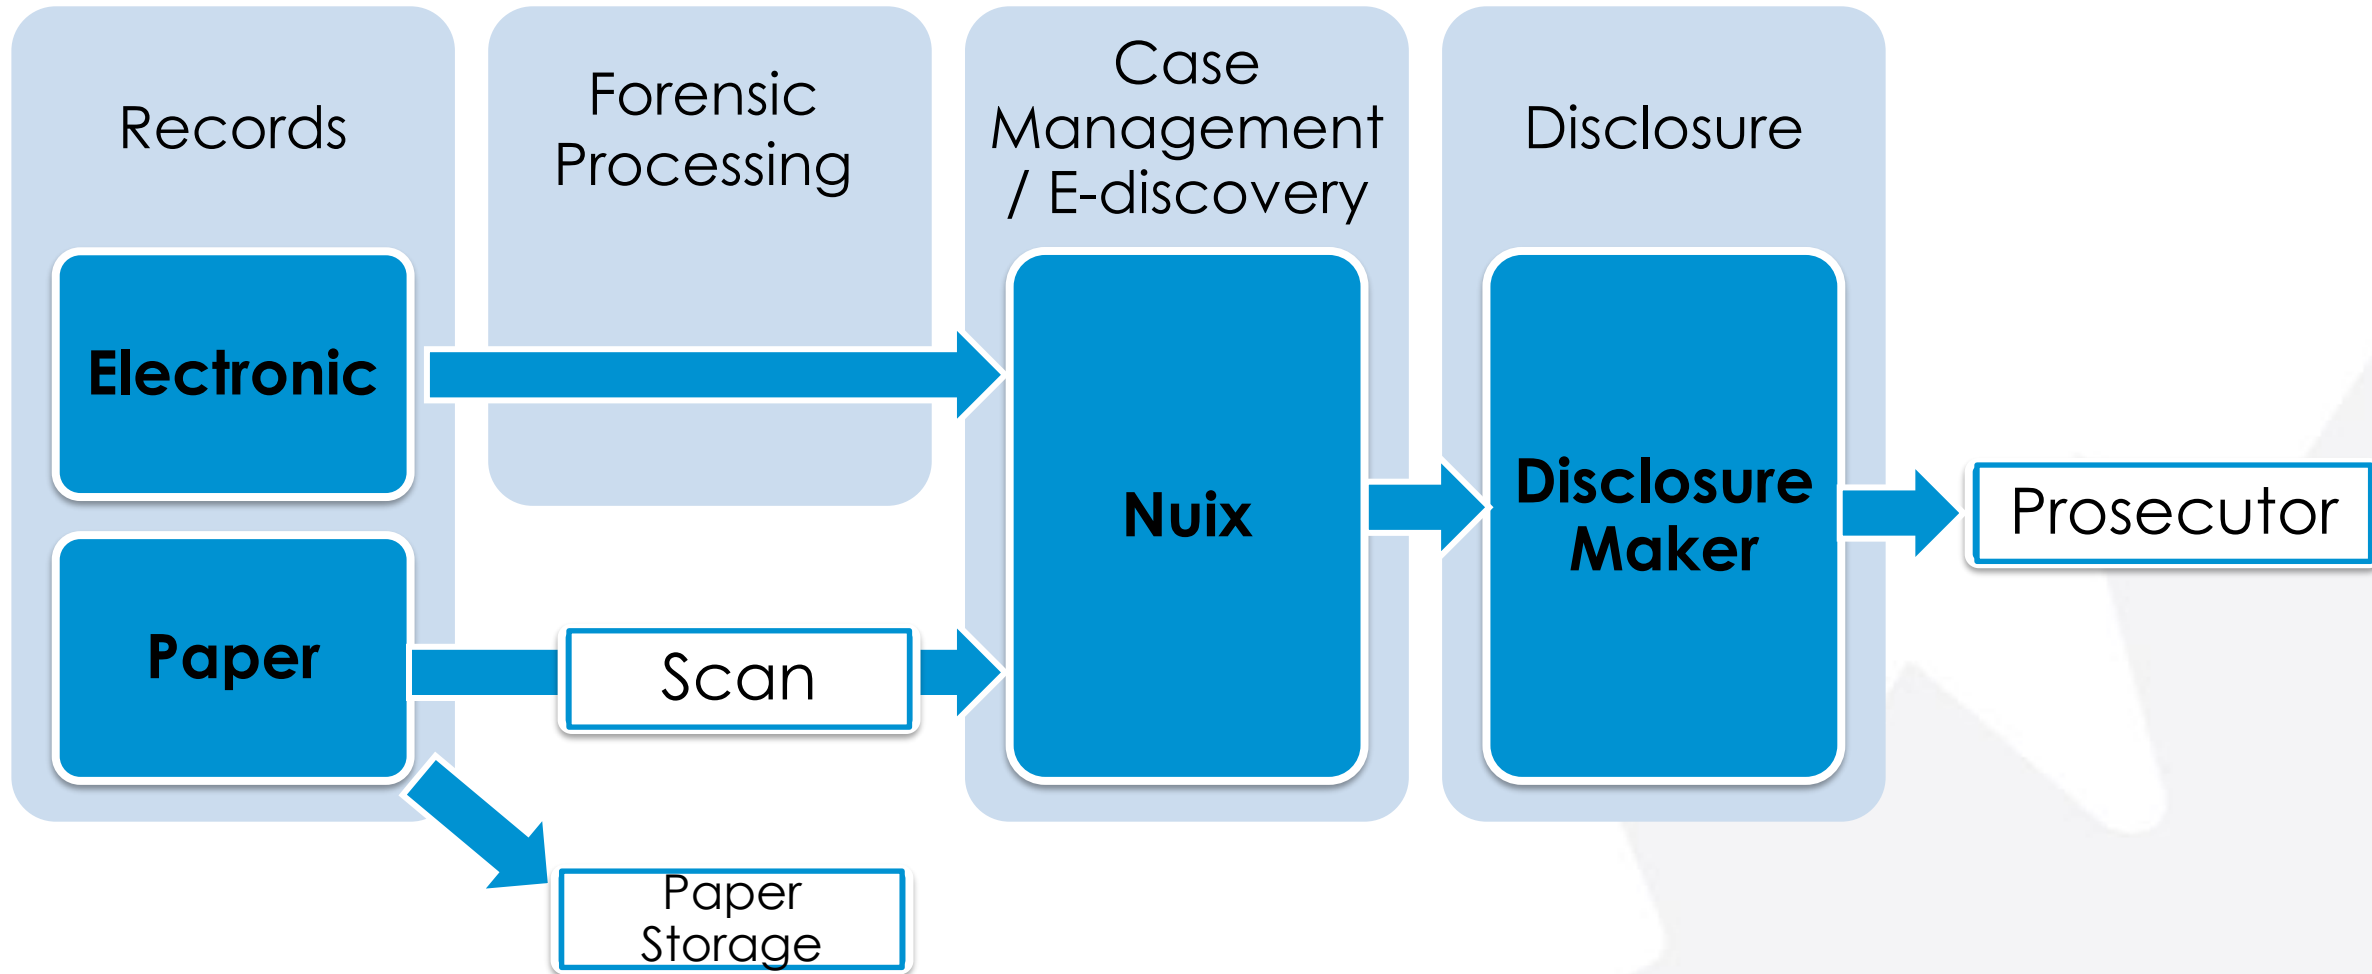 Records
Forensic
Processing
Case
Management
/ E-discovery
Disclosure
Electronic
Paper
Scan
Paper
Storage
Nuix
Disclosure
Maker
Prosecutor